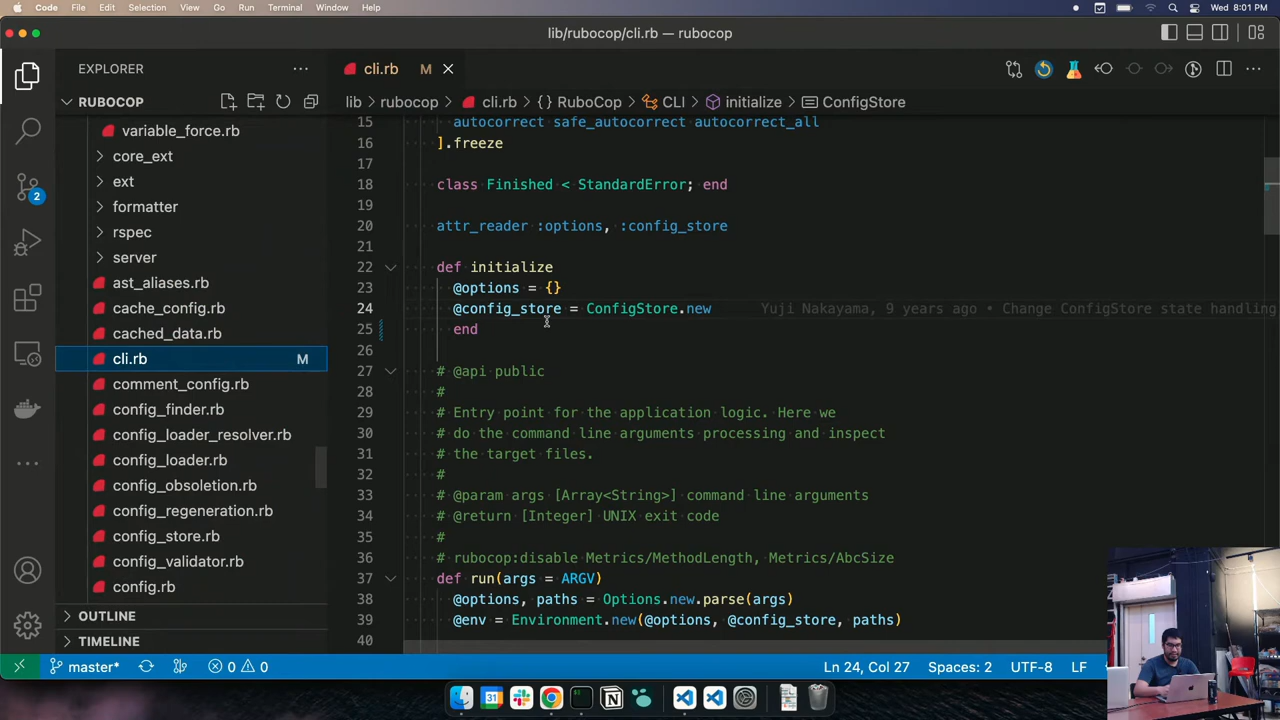 Code File Edit Selection View Go Run Terminal Window Help Wed 8:01 PM
lib/rubocop/cli.rb — rubocop
EXPLORER
cli.rb M
RUBOCOP
lib rubocop cli.rb {} RuboCop CLI initialize ConfigStore
variable_force.rb
core_ext
ext
formatter
rspec
server
ast_aliases.rb
cache_config.rb
cached_data.rb
cli.rb M
comment_config.rb
config_finder.rb
config_loader_resolver.rb
config_loader.rb
config_obsoletion.rb
config_regeneration.rb
config_store.rb
config_validator.rb
config.rb
OUTLINE
TIMELINE
2
15 autocorrect safe_autocorrect autocorrect_all
16 ].freeze
17
18 class Finished < StandardError; end
19
20 attr_reader :options, :config_store
21
22 def initialize
23 @options = {}
24 @config_store = ConfigStore.new Yuji Nakayama, 9 years ago • Change ConfigStore state handling
25 end
26
27 # @api public
28 #
29 # Entry point for the application logic. Here we
30 # do the command line arguments processing and inspect
31 # the target files.
32 #
33 # @param args [Array<String>] command line arguments
34 # @return [Integer] UNIX exit code
35 #
36 # rubocop:disable Metrics/MethodLength, Metrics/AbcSize
37 def run(args = ARGV)
38 @options, paths = Options.new.parse(args)
39 @env = Environment.new(@options, @config_store, paths)
40
master* 0 0 Ln 24, Col 27 Spaces: 2 UTF-8 LF
31